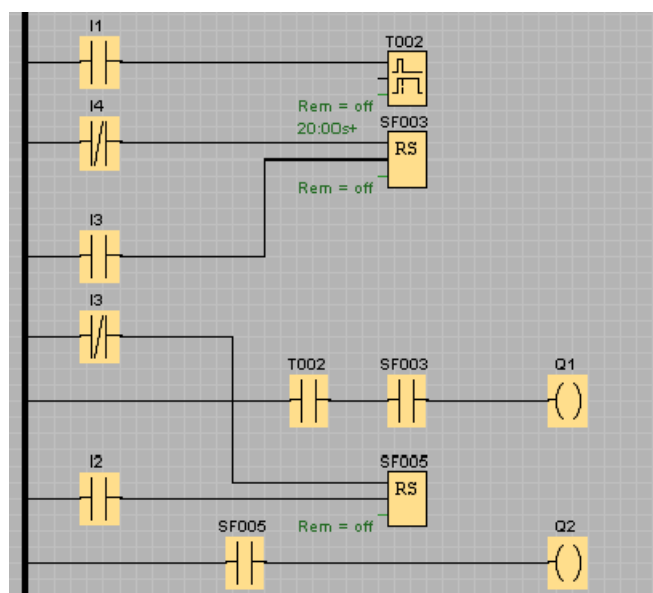 I1
T002
Rem = off
20:00s+
I4
SF003
RS
Rem = off
I3
I3
T002
SF003
Q1
I2
SF005
RS
Rem = off
SF005
Q2